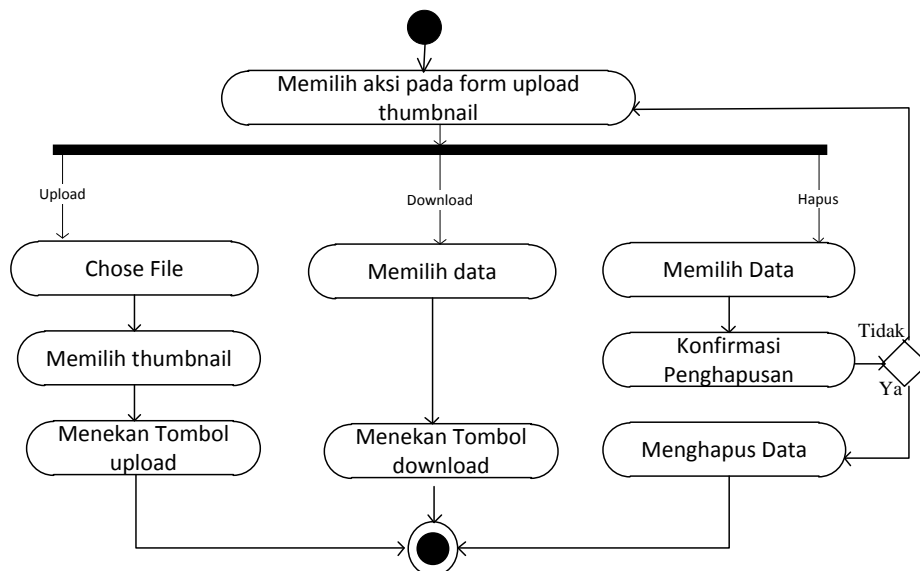 Memilih aksi pada form upload
thumbnail
Upload
Download
Hapus
Chose File
Memilih data
Memilih Data
Memilih thumbnail
Konfirmasi
Penghapusan
Tidak
Ya
Menekan Tombol
upload
Menekan Tombol
download
Menghapus Data